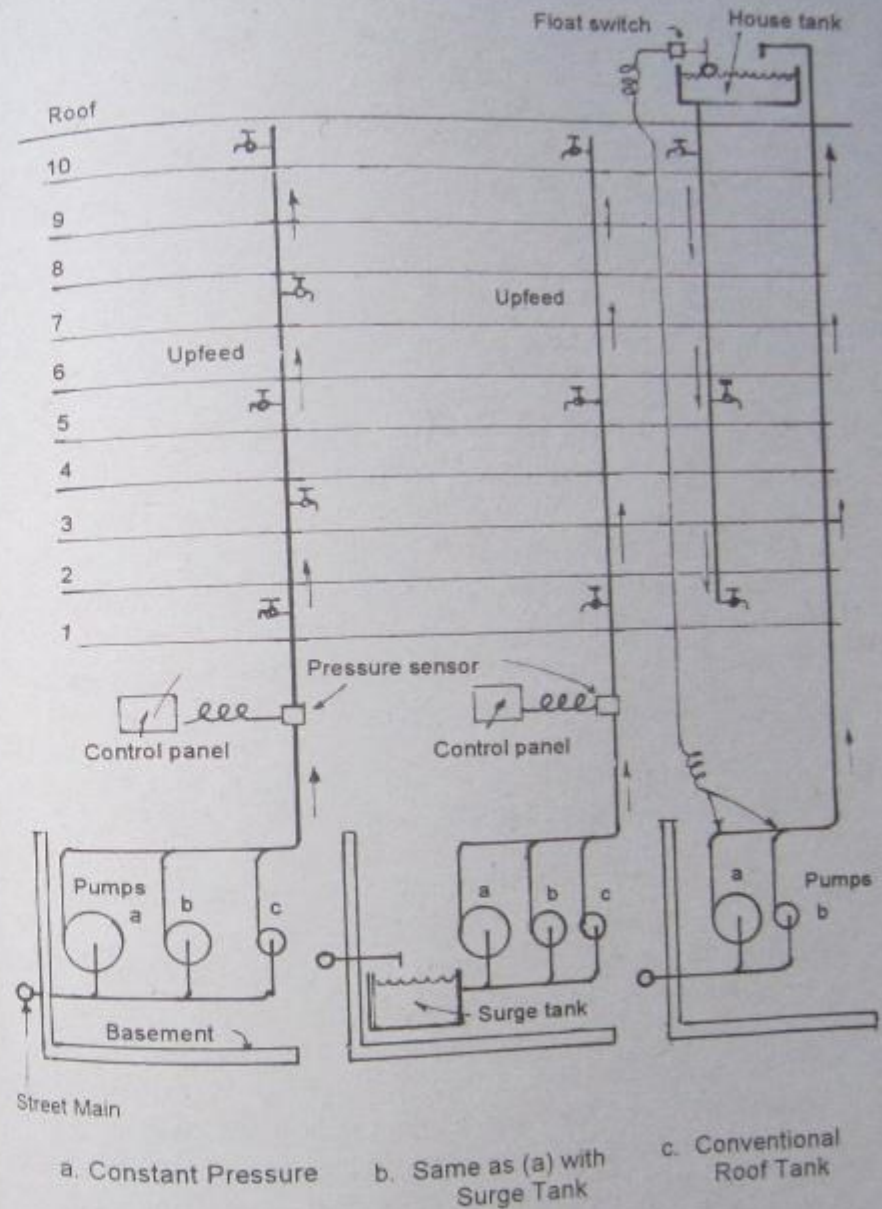 Float switch
House tank
Roof
10
9
8
7
6
5
4
3
2
1
Upfeed
Upfeed
Pressure sensor
Control panel
Control panel
Pumps
a
b
c
a
b
c
a
Pumps
b
Surge tank
Basement
Street Main
a. Constant Pressure
b. Same as (a) with
Surge Tank
c. Conventional
Roof Tank